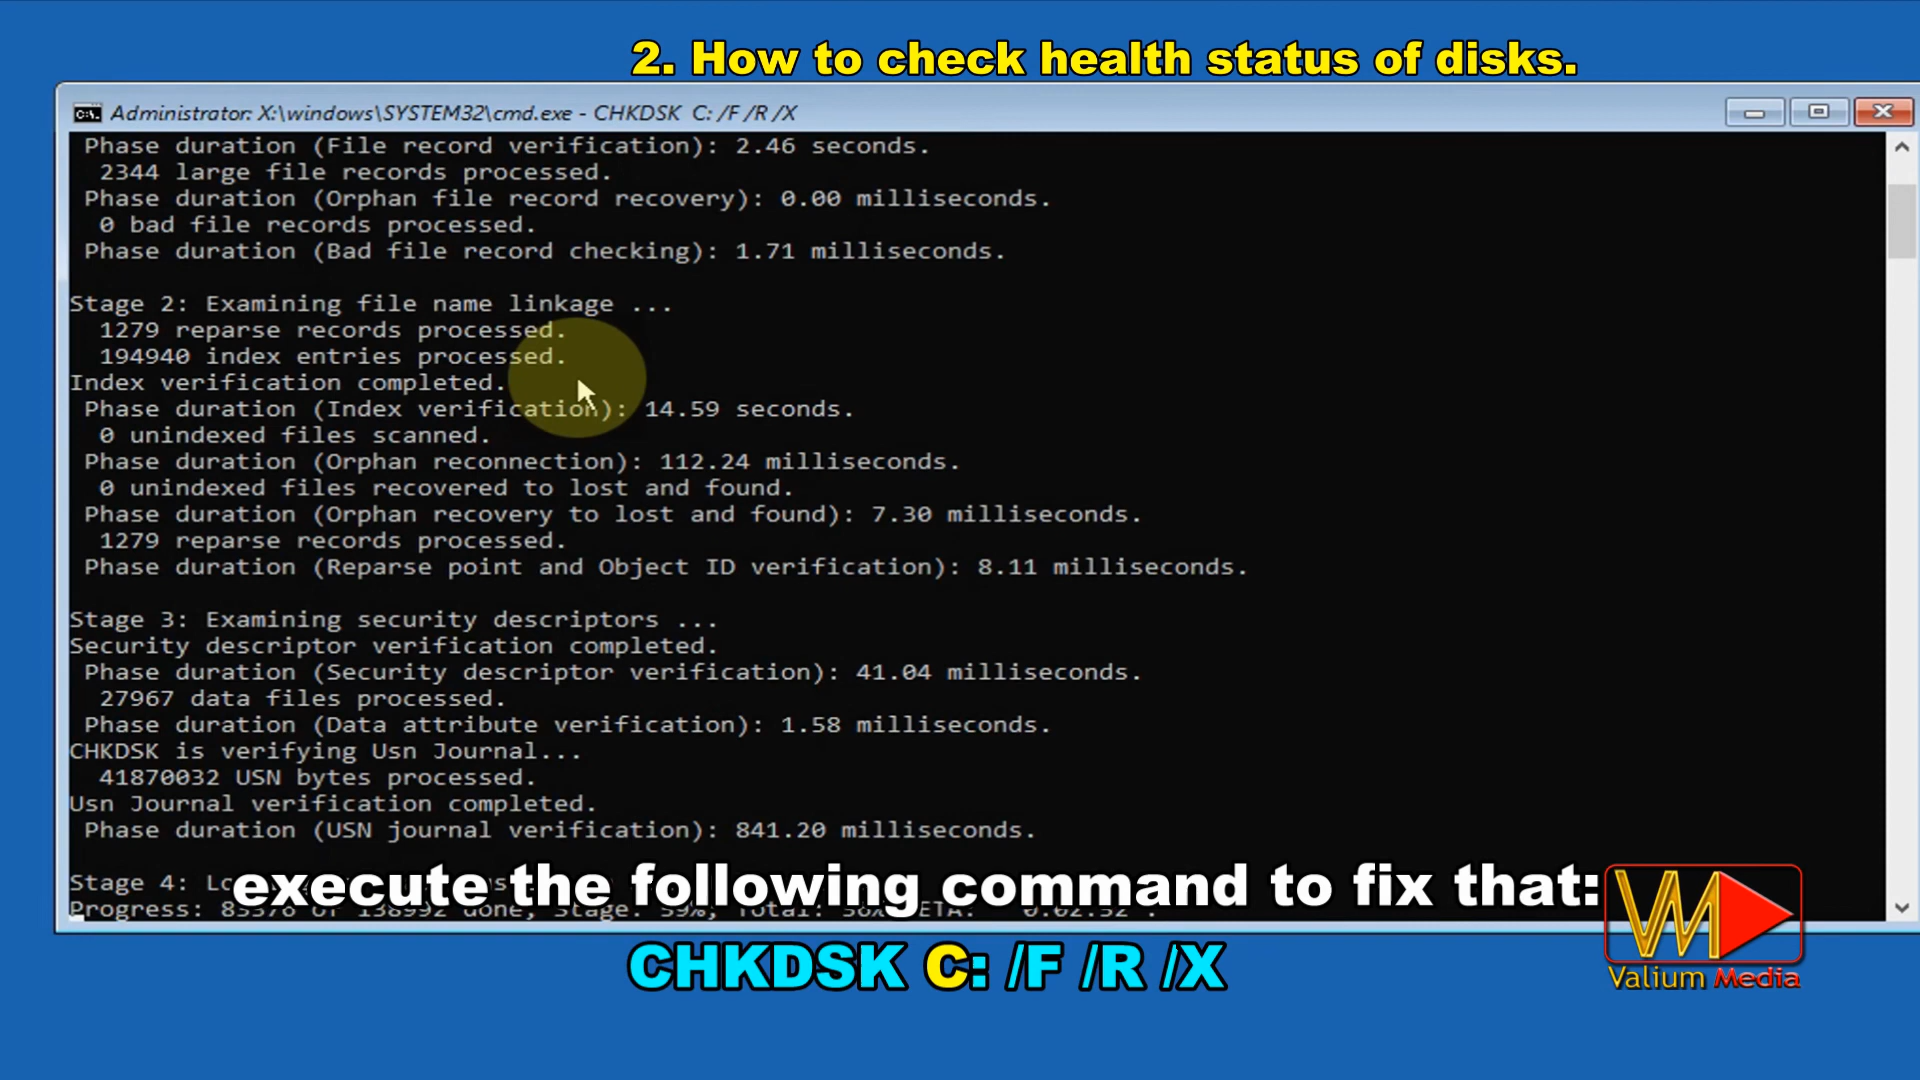 2. How to check health status of disks.
Administrator: X:\windows\SYSTEM32\cmd.exe - CHKDSK C: /F /R /X
Phase duration (File record verification): 2.46 seconds.
2344 large file records processed.
Phase duration (Orphan file record recovery): 0.00 milliseconds.
0 bad file records processed.
Phase duration (Bad file record checking): 1.71 milliseconds.
Stage 2: Examining file name linkage ...
1279 reparse records processed.
194940 index entries processed.
Index verification completed.
Phase duration (Index verification): 14.59 seconds.
0 unindexed files scanned.
Phase duration (Orphan reconnection): 112.24 milliseconds.
0 unindexed files recovered to lost and found.
Phase duration (Orphan recovery to lost and found): 7.30 milliseconds.
1279 reparse records processed.
Phase duration (Reparse point and Object ID verification): 8.11 milliseconds.
Stage 3: Examining security descriptors ...
Security descriptor verification completed.
Phase duration (Security descriptor verification): 41.04 milliseconds.
27967 data files processed.
Phase duration (Data attribute verification): 1.58 milliseconds.
CHKDSK is verifying Usn Journal...
41870032 USN bytes processed.
Usn Journal verification completed.
Phase duration (USN journal verification): 841.20 milliseconds.
Stage 4:
Progress: done, Stage: Total: ETA:
execute the following command to fix that:
CHKDSK C: /F /R /X
VM
Valium Media